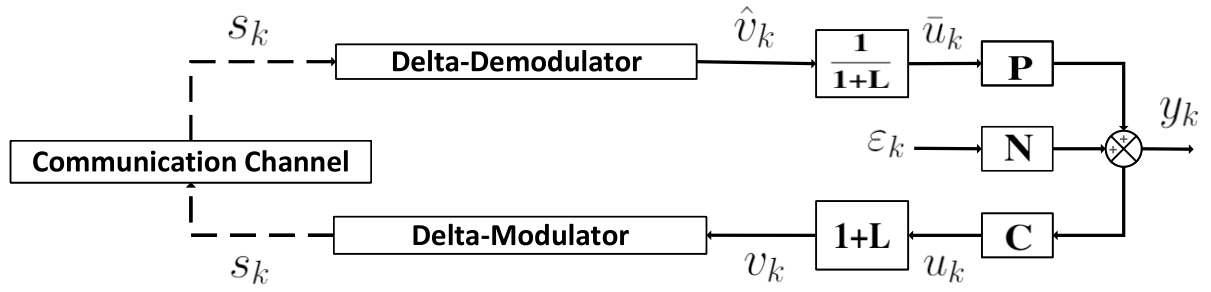 s_k
Delta-Demodulator
v̂_k
1
1+L
ū_k
P
y_k
Communication Channel
ε_k
N
+
+
s_k
Delta-Modulator
v_k
1+L
u_k
C